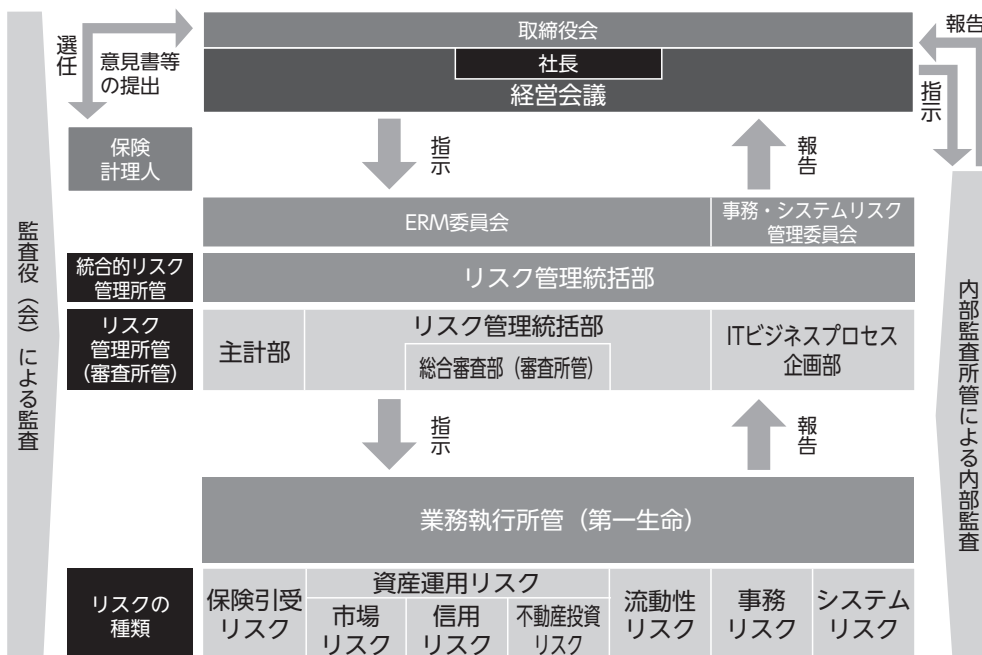 選任
意見書等
の提出
取締役会
社長
経営会議
報告
指示
保険
計理人
指示
報告
ERM委員会
事務・システムリスク
管理委員会
統合的リスク
管理所管
リスク管理統括部
リスク
管理所管
(審査所管)
主計部
リスク管理統括部
総合審査部（審査所管）
ITビジネスプロセス
企画部
指示
報告
業務執行所管（第一生命）
リスクの
種類
保険引受
リスク
資産運用リスク
市場
リスク
信用
リスク
不動産投資
リスク
流動性
リスク
事務
リスク
システム
リスク
監査役（会）による監査
内部監査所管による内部監査